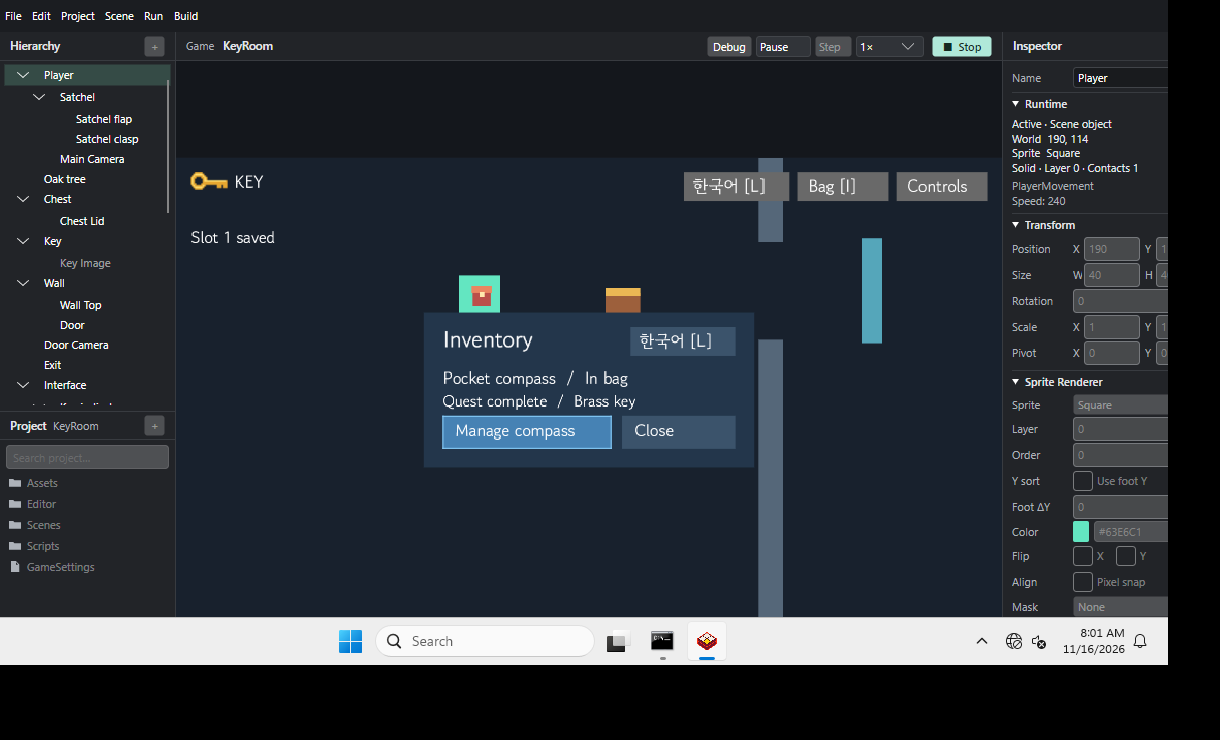 File Edit Project Scene Run Build
Hierarchy +
Game KeyRoom Debug Pause Step 1× Stop
Inspector
Player
Satchel
Satchel flap
Satchel clasp
Main Camera
Oak tree
Chest
Chest Lid
Key
Key Image
Wall
Wall Top
Door
Door Camera
Exit
Interface
Project KeyRoom +
Search project...
Assets
Editor
Scenes
Scripts
GameSettings
KEY
한국어 [L] Bag [I] Controls
Slot 1 saved
Inventory 한국어 [L]
Pocket compass / In bag
Quest complete / Brass key
Manage compass Close
Name Player
Runtime
Active · Scene object
World 190, 114
Sprite Square
Solid · Layer 0 · Contacts 1
PlayerMovement
Speed: 240
Transform
Position X 190 Y 1
Size W 40 H 4
Rotation 0
Scale X 1 Y 1
Pivot X 0 Y 0
Sprite Renderer
Sprite Square
Layer 0
Order 0
Y sort Use foot Y
Foot ΔY 0
Color #63E6C1
Flip X Y
Align Pixel snap
Mask None
Search
8:01 AM
11/16/2026